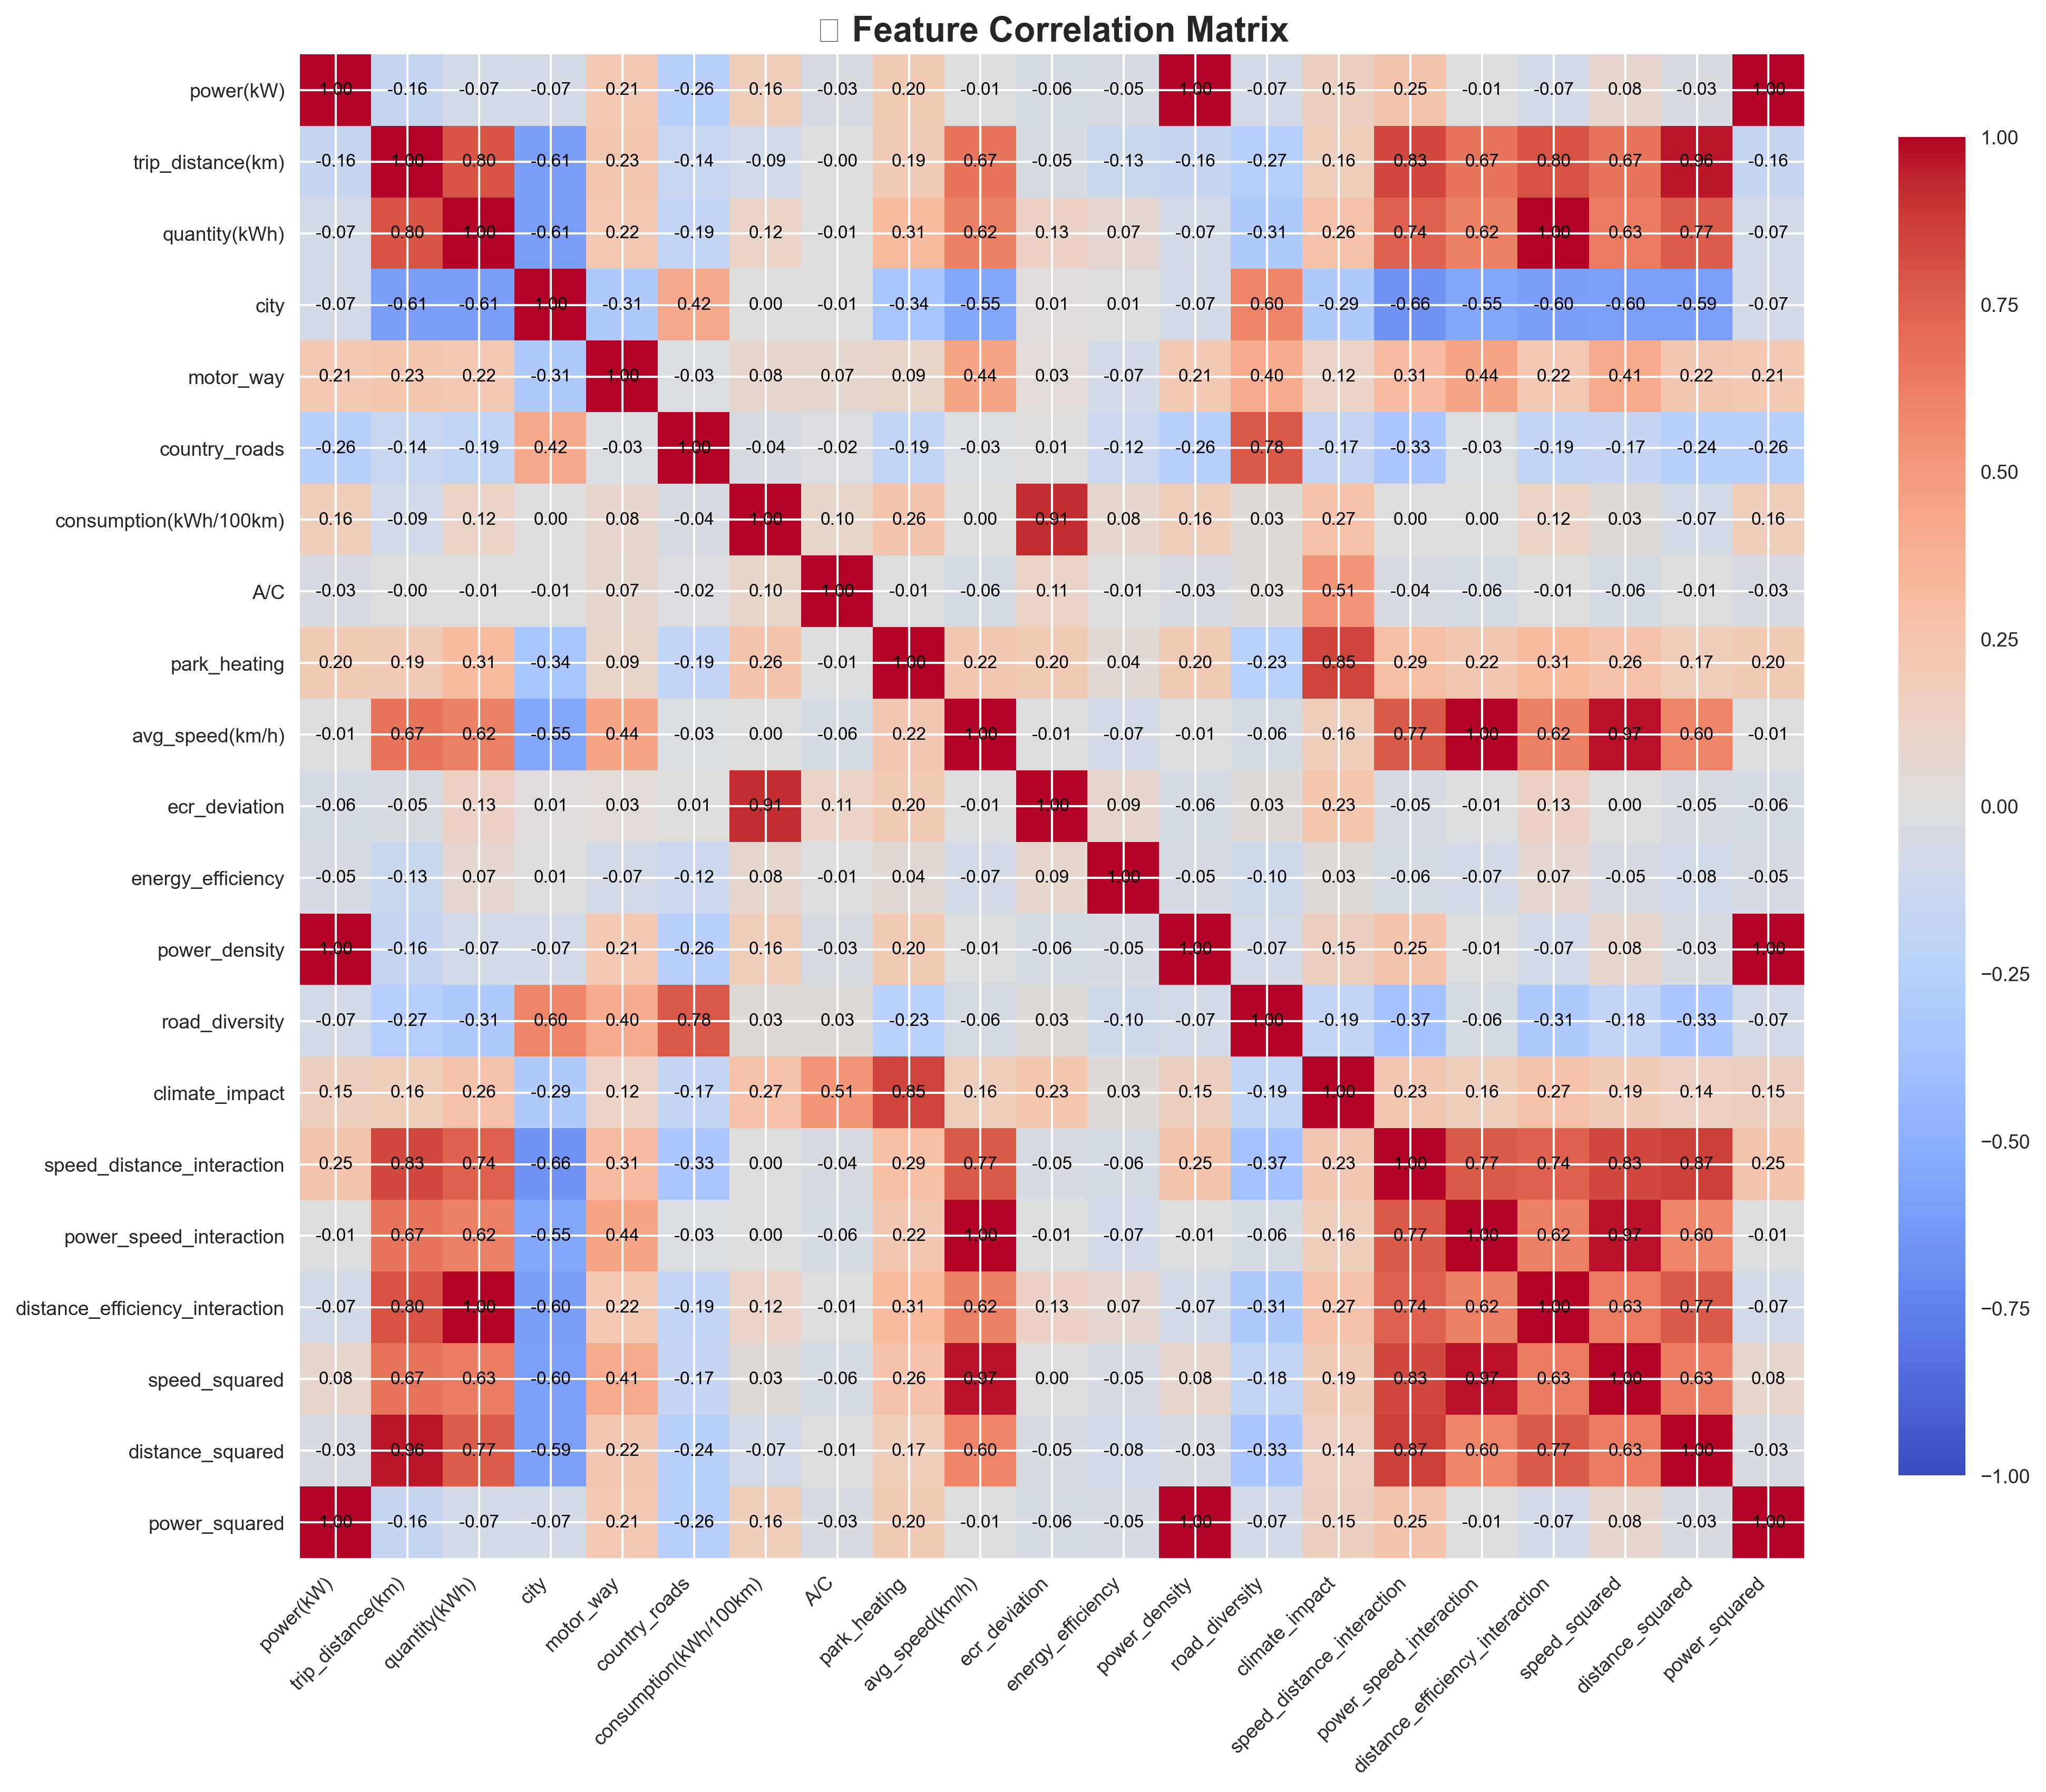 Feature Correlation Matrix
power(kW) 1.00 -0.16 -0.07 -0.07 0.21 -0.26 0.16 -0.03 0.20 -0.01 -0.06 -0.05 1.00 -0.07 0.15 0.25 -0.01 -0.07 0.08 -0.03 1.00
trip_distance(km) -0.16 1.00 0.80 -0.61 0.23 -0.14 -0.09 -0.00 0.19 0.67 -0.05 -0.13 -0.16 -0.27 0.16 0.83 0.67 0.80 0.67 0.96 -0.16
quantity(kWh) -0.07 0.80 1.00 -0.61 0.22 -0.19 0.12 -0.01 0.31 0.62 0.13 0.07 -0.07 -0.31 0.26 0.74 0.62 1.00 0.63 0.77 -0.07
city -0.07 -0.61 -0.61 1.00 -0.31 0.42 0.00 -0.01 -0.34 -0.55 0.01 0.01 -0.07 0.60 -0.29 -0.66 -0.55 -0.60 -0.60 -0.59 -0.07
motor_way 0.21 0.23 0.22 -0.31 1.00 -0.03 0.08 0.07 0.09 0.44 0.03 -0.07 0.21 0.40 0.12 0.31 0.44 0.22 0.41 0.22 0.21
country_roads -0.26 -0.14 -0.19 0.42 -0.03 1.00 -0.04 -0.02 -0.19 -0.03 0.01 -0.12 -0.26 0.78 -0.17 -0.33 -0.03 -0.19 -0.17 -0.24 -0.26
consumption(kWh/100km) 0.16 -0.09 0.12 0.00 0.08 -0.04 1.00 0.10 0.26 0.00 0.91 0.08 0.16 0.03 0.27 0.00 0.00 0.12 0.03 -0.07 0.16
A/C -0.03 -0.00 -0.01 -0.01 0.07 -0.02 0.10 1.00 -0.01 -0.06 0.11 -0.01 -0.03 0.03 0.51 -0.04 -0.06 -0.01 -0.06 -0.01 -0.03
park_heating 0.20 0.19 0.31 -0.34 0.09 -0.19 0.26 -0.01 1.00 0.22 0.20 0.04 0.20 -0.23 0.85 0.29 0.22 0.31 0.26 0.17 0.20
avg_speed(km/h) -0.01 0.67 0.62 -0.55 0.44 -0.03 0.00 -0.06 0.22 1.00 -0.01 -0.07 -0.01 -0.06 0.16 0.77 1.00 0.62 0.97 0.60 -0.01
ecr_deviation -0.06 -0.05 0.13 0.01 0.03 0.01 0.91 0.11 0.20 -0.01 1.00 0.09 -0.06 0.03 0.23 -0.05 -0.01 0.13 0.00 -0.05 -0.06
energy_efficiency -0.05 -0.13 0.07 0.01 -0.07 -0.12 0.08 -0.01 0.04 -0.07 0.09 1.00 -0.05 -0.10 0.03 -0.06 -0.07 0.07 -0.05 -0.08 -0.05
power_density 1.00 -0.16 -0.07 -0.07 0.21 -0.26 0.16 -0.03 0.20 -0.01 -0.06 -0.05 1.00 -0.07 0.15 0.25 -0.01 -0.07 0.08 -0.03 1.00
road_diversity -0.07 -0.27 -0.31 0.60 0.40 0.78 0.03 0.03 -0.23 -0.06 0.03 -0.10 -0.07 1.00 -0.19 -0.37 -0.06 -0.31 -0.18 -0.33 -0.07
climate_impact 0.15 0.16 0.26 -0.29 0.12 -0.17 0.27 0.51 0.85 0.16 0.23 0.03 0.15 -0.19 1.00 0.23 0.16 0.27 0.19 0.14 0.15
speed_distance_interaction 0.25 0.83 0.74 -0.66 0.31 -0.33 0.00 -0.04 0.29 0.77 -0.05 -0.06 0.25 -0.37 0.23 1.00 0.77 0.74 0.83 0.87 0.25
power_speed_interaction -0.01 0.67 0.62 -0.55 0.44 -0.03 0.00 -0.06 0.22 1.00 -0.01 -0.07 -0.01 -0.06 0.16 0.77 1.00 0.62 0.97 0.60 -0.01
distance_efficiency_interaction -0.07 0.80 1.00 -0.60 0.22 -0.19 0.12 -0.01 0.31 0.62 0.13 0.07 -0.07 -0.31 0.27 0.74 0.62 1.00 0.63 0.77 -0.07
speed_squared 0.08 0.67 0.63 -0.60 0.41 -0.17 0.03 -0.06 0.26 0.97 0.00 -0.05 0.08 -0.18 0.19 0.83 0.97 0.63 1.00 0.63 0.08
distance_squared -0.03 0.96 0.77 -0.59 0.22 -0.24 -0.07 -0.01 0.17 0.60 -0.05 -0.08 -0.03 -0.33 0.14 0.87 0.60 0.77 0.63 1.00 -0.03
power_squared 1.00 -0.16 -0.07 -0.07 0.21 -0.26 0.16 -0.03 0.20 -0.01 -0.06 -0.05 1.00 -0.07 0.15 0.25 -0.01 -0.07 0.08 -0.03 1.00
power(kW)
trip_distance(km)
quantity(kWh)
city
motor_way
country_roads
consumption(kWh/100km)
A/C
park_heating
avg_speed(km/h)
ecr_deviation
energy_efficiency
power_density
road_diversity
climate_impact
speed_distance_interaction
power_speed_interaction
distance_efficiency_interaction
speed_squared
distance_squared
power_squared
1.00
0.75
0.50
0.25
0.00
−0.25
−0.50
−0.75
−1.00